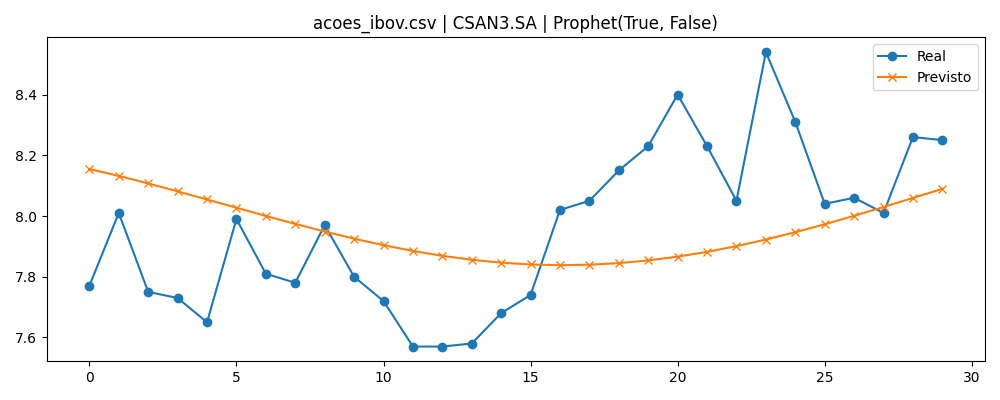 acoes_ibov.csv | CSAN3.SA | Prophet(True, False)
Real
Previsto
8.4
8.2
8.0
7.8
7.6
0 5 10 15 20 25 30